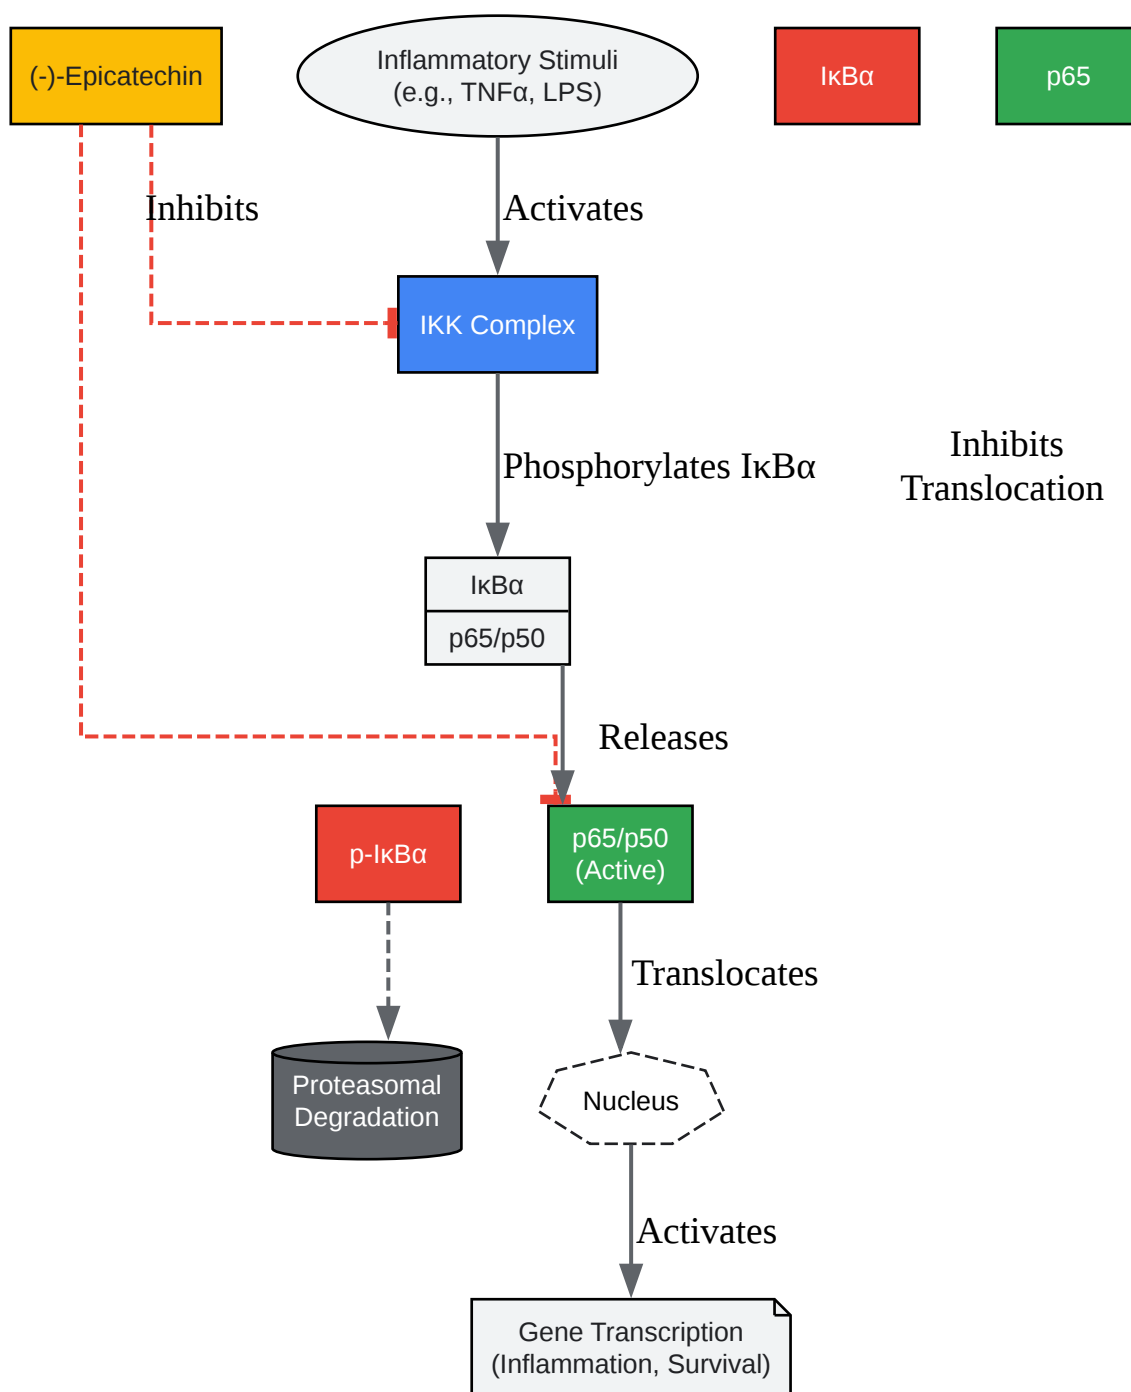 (-)-Epicatechin
Inflammatory Stimuli
(e.g., TNFα, LPS)
IκBα
p65
Inhibits
Activates
IKK Complex
Phosphorylates IκBα
Inhibits
Translocation
IκBα
p65/p50
Releases
p-IκBα
p65/p50
(Active)
Translocates
Proteasomal
Degradation
Nucleus
Activates
Gene Transcription
(Inflammation, Survival)